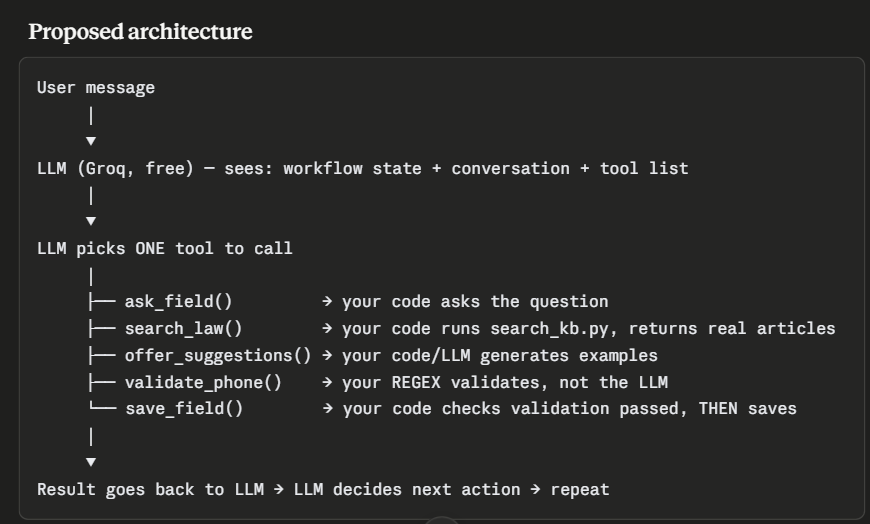 Proposed architecture
User message
│
▼
LLM (Groq, free) — sees: workflow state + conversation + tool list
│
▼
LLM picks ONE tool to call
│
├── ask_field() → your code asks the question
├── search_law() → your code runs search_kb.py, returns real articles
├── offer_suggestions() → your code/LLM generates examples
├── validate_phone() → your REGEX validates, not the LLM
└── save_field() → your code checks validation passed, THEN saves
│
▼
Result goes back to LLM → LLM decides next action → repeat